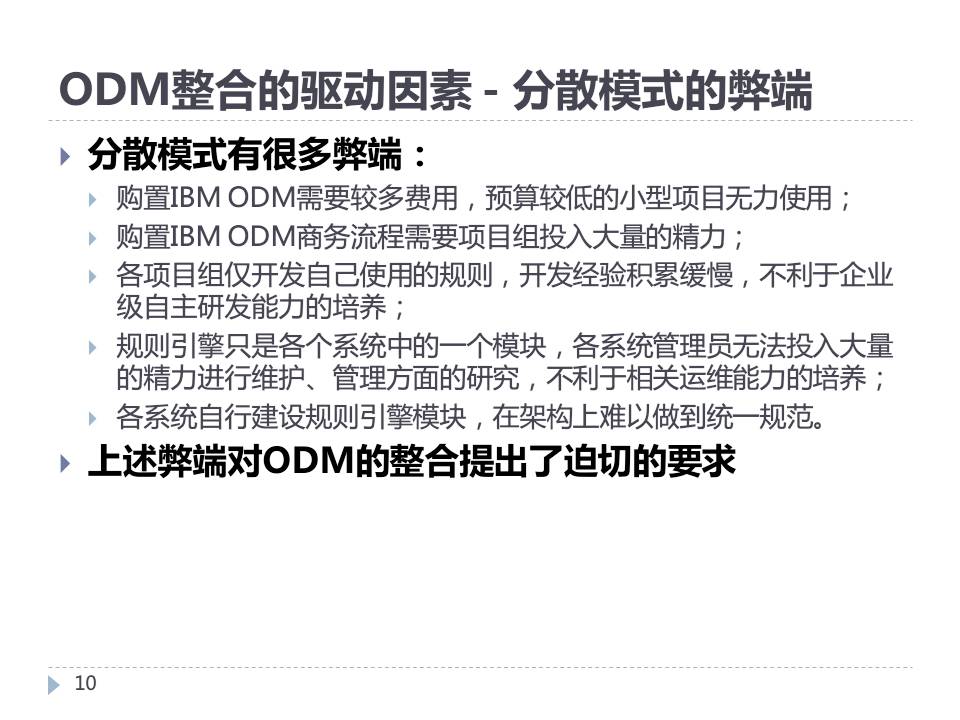 ODM整合的驱动因素 - 分散模式的弊端
分散模式有很多弊端：
购置IBM ODM需要较多费用，预算较低的小型项目无力使用；
购置IBM ODM商务流程需要项目组投入大量的精力；
各项目组仅开发自己使用的规则，开发经验积累缓慢，不利于企业
级自主研发能力的培养；
规则引擎只是各个系统中的一个模块，各系统管理员无法投入大量
的精力进行维护、管理方面的研究，不利于相关运维能力的培养；
各系统自行建设规则引擎模块，在架构上难以做到统一规范。
上述弊端对ODM的整合提出了迫切的要求
10